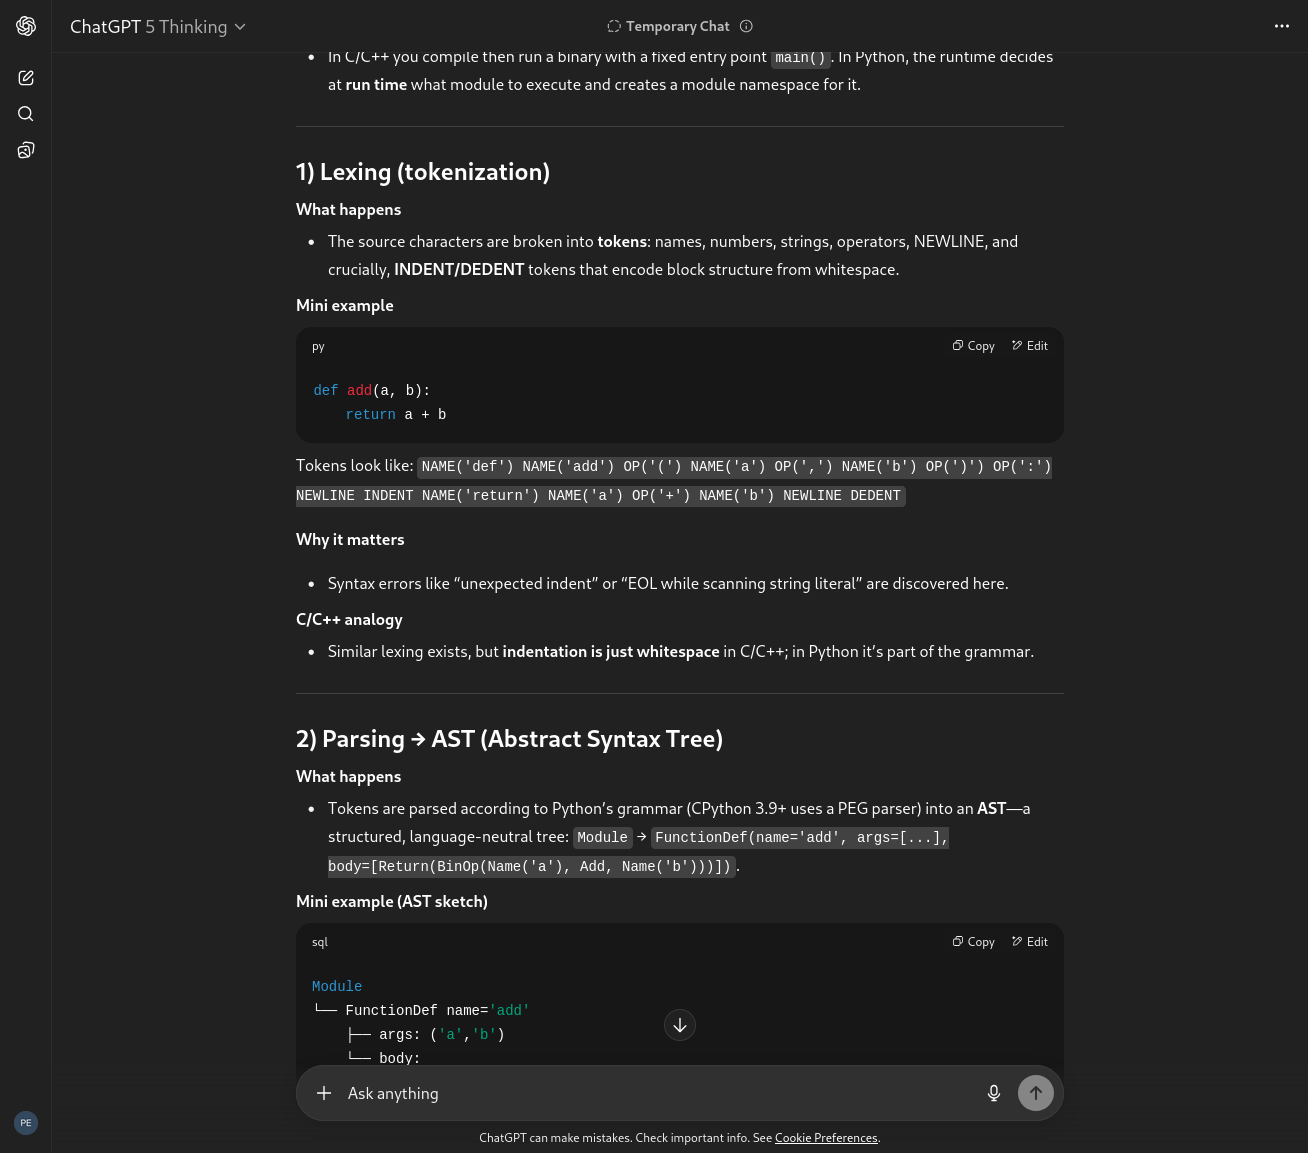 ChatGPT 5 Thinking
Temporary Chat
• In C/C++ you compile then run a binary with a fixed entry point main(). In Python, the runtime decides
at run time what module to execute and creates a module namespace for it.
1) Lexing (tokenization)
What happens
• The source characters are broken into tokens: names, numbers, strings, operators, NEWLINE, and
crucially, INDENT/DEDENT tokens that encode block structure from whitespace.
Mini example
py Copy Edit
def add(a, b):
    return a + b
Tokens look like: NAME('def') NAME('add') OP('(') NAME('a') OP(',') NAME('b') OP(')') OP(':')
NEWLINE INDENT NAME('return') NAME('a') OP('+') NAME('b') NEWLINE DEDENT
Why it matters
• Syntax errors like “unexpected indent” or “EOL while scanning string literal” are discovered here.
C/C++ analogy
• Similar lexing exists, but indentation is just whitespace in C/C++; in Python it’s part of the grammar.
2) Parsing → AST (Abstract Syntax Tree)
What happens
• Tokens are parsed according to Python’s grammar (CPython 3.9+ uses a PEG parser) into an AST—a
structured, language-neutral tree: Module → FunctionDef(name='add', args=[...],
body=[Return(BinOp(Name('a'), Add, Name('b')))]).
Mini example (AST sketch)
sql Copy Edit
Module
└── FunctionDef name='add'
    ├── args: ('a','b')
    └── body:
Ask anything
PE
ChatGPT can make mistakes. Check important info. See Cookie Preferences.